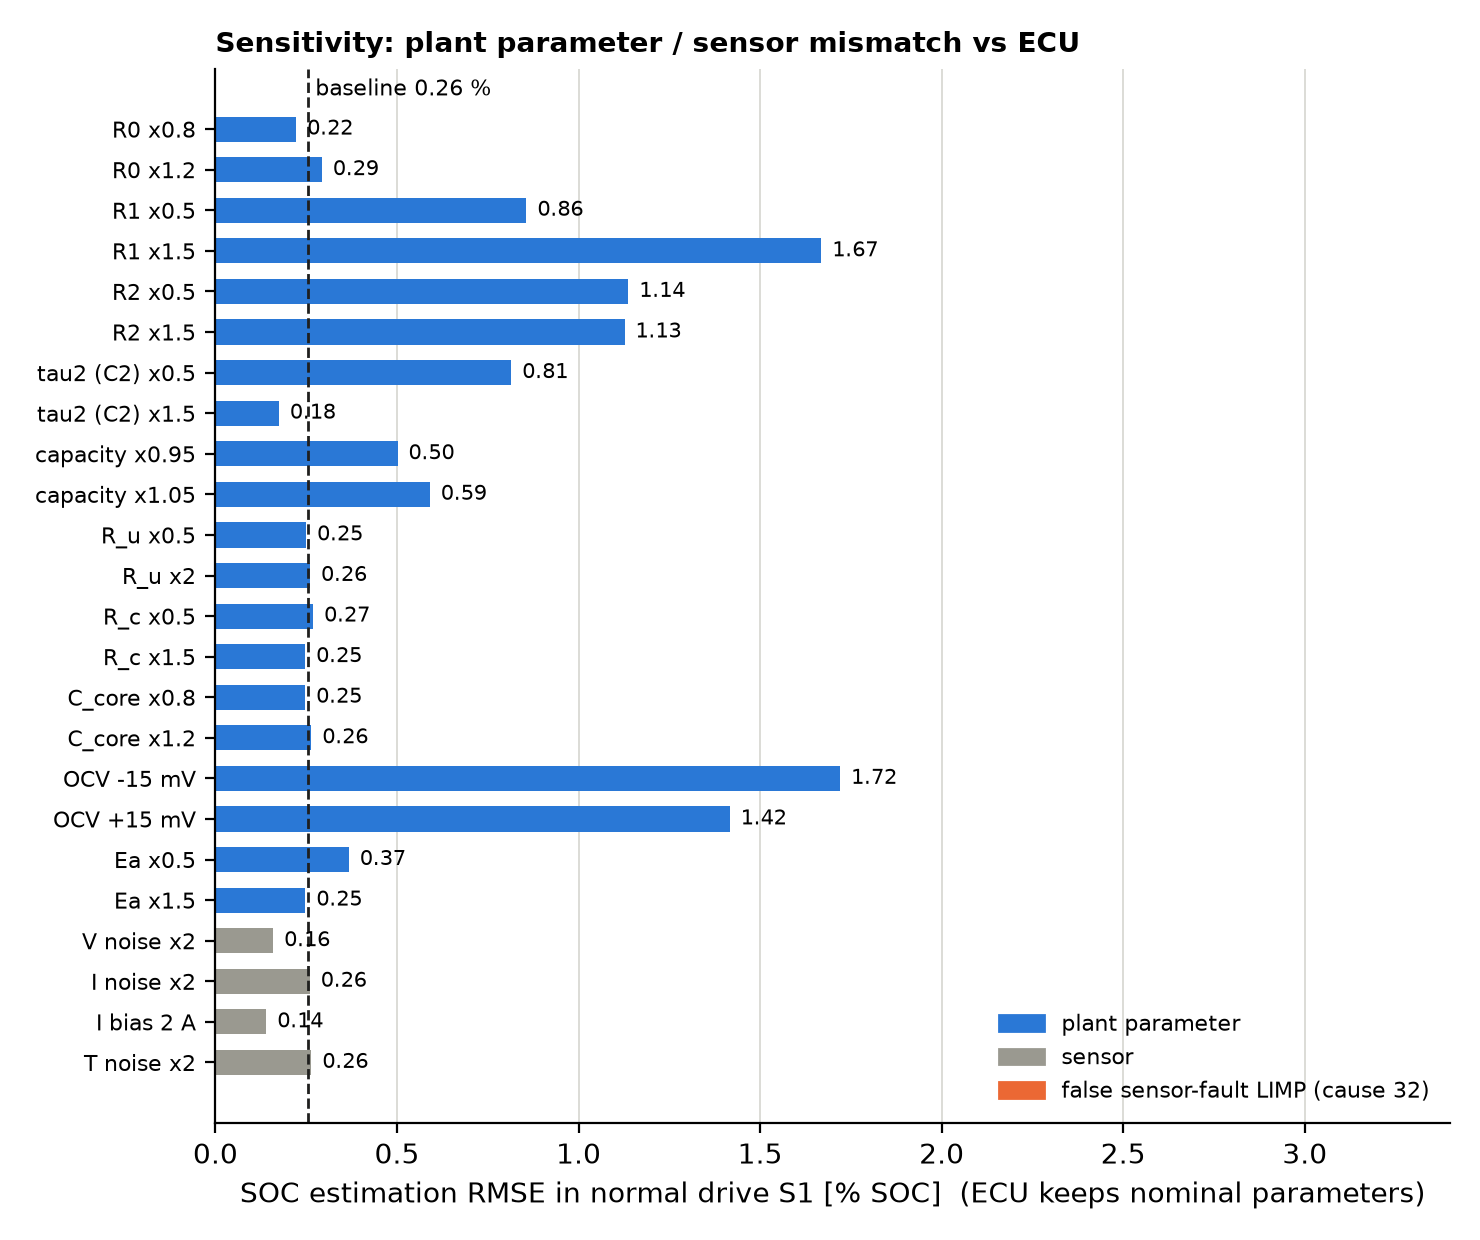 Sensitivity: plant parameter / sensor mismatch vs ECU
baseline 0.26 %
R0 x0.8 0.22
R0 x1.2 0.29
R1 x0.5 0.86
R1 x1.5 1.67
R2 x0.5 1.14
R2 x1.5 1.13
tau2 (C2) x0.5 0.81
tau2 (C2) x1.5 0.18
capacity x0.95 0.50
capacity x1.05 0.59
R_u x0.5 0.25
R_u x2 0.26
R_c x0.5 0.27
R_c x1.5 0.25
C_core x0.8 0.25
C_core x1.2 0.26
OCV -15 mV 1.72
OCV +15 mV 1.42
Ea x0.5 0.37
Ea x1.5 0.25
V noise x2 0.16
I noise x2 0.26
I bias 2 A 0.14
T noise x2 0.26
plant parameter
sensor
false sensor-fault LIMP (cause 32)
0.0 0.5 1.0 1.5 2.0 2.5 3.0
SOC estimation RMSE in normal drive S1 [% SOC]  (ECU keeps nominal parameters)